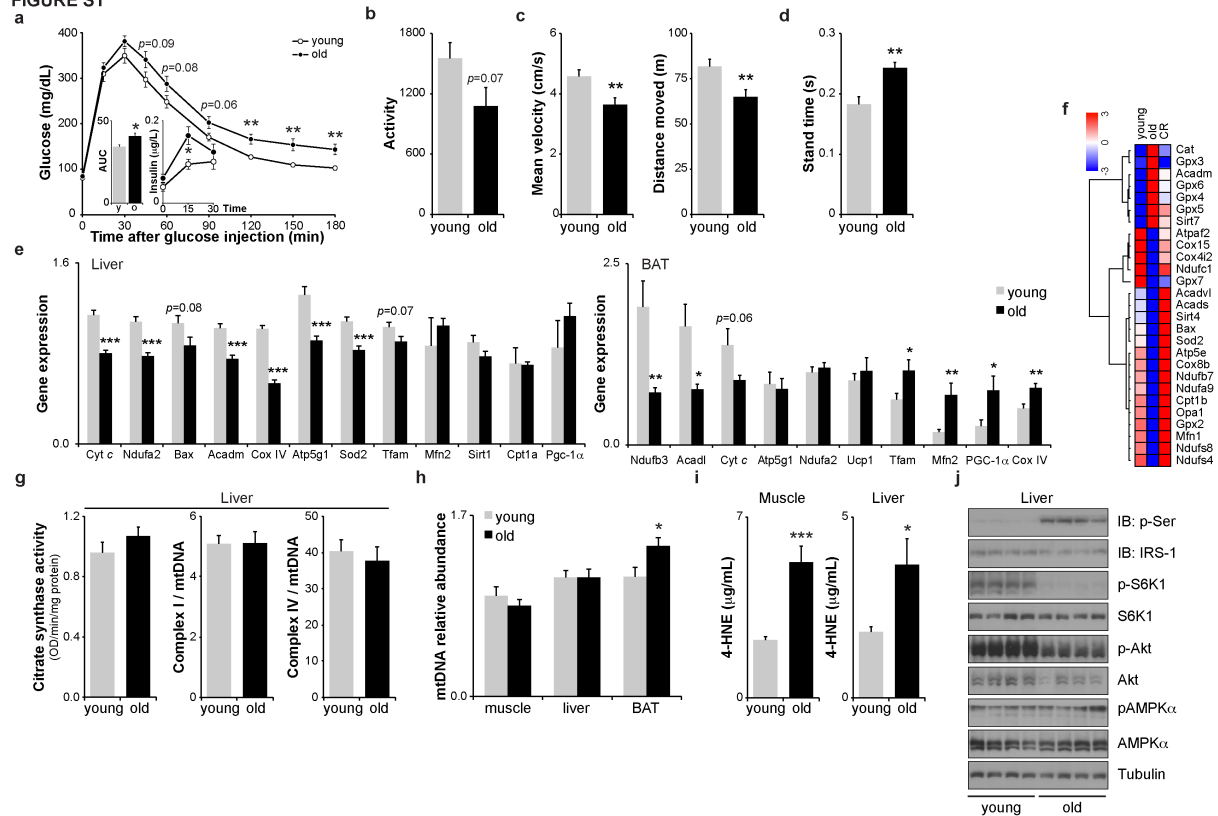 FIGURE S1
a
400
300
200
100
0
Glucose (mg/dL)
p=0.09
p=0.08
p=0.06
**
**
**
young
old
50
0
AUC
*
y o
0.2
0
Insulin (µg/L)
*
0 15 30 Time
0 30 60 90 120 150 180
Time after glucose injection (min)
b
1800
1200
600
0
Activity
p=0.07
young old
c
6
4
2
0
Mean velocity (cm/s)
**
young old
100
75
50
25
0
Distance moved (m)
**
young old
d
0.3
0.2
0.1
0
Stand time (s)
**
young old
e
Liver
1.6
0.0
Gene expression
*** *** p=0.08 *** *** *** *** p=0.07
Cyt c Ndufa2 Bax Acadm Cox IV Atp5g1 Sod2 Tfam Mfn2 Sirt1 Cpt1a Pgc-1α
BAT
2.5
0.0
Gene expression
** * p=0.06 * ** * **
young
old
Ndufb3 Acadl Cyt c Atp5g1 Ndufa2 Ucp1 Tfam Mfn2 PGC-1α Cox IV
f
3
0
-3
young old CR
Cat
Gpx3
Acadm
Gpx6
Gpx4
Gpx5
Sirt7
Atpaf2
Cox15
Cox4i2
Ndufc1
Gpx7
Acadvl
Acads
Sirt4
Bax
Sod2
Atp5e
Cox8b
Ndufb7
Ndufa9
Cpt1b
Opa1
Gpx2
Mfn1
Ndufs8
Ndufs4
g
Liver
1.2
0.8
0.4
0.0
Citrate synthase activity
(OD/min/mg protein)
young old
6
4
2
0
Complex I / mtDNA
young old
50
40
30
20
10
0
Complex IV / mtDNA
young old
h
1.7
0.0
mtDNA relative abundance
young
old
*
muscle liver BAT
i
Muscle
7
0
4-HNE (µg/mL)
***
young old
Liver
5
0
4-HNE (µg/mL)
*
young old
j
Liver
IB: p-Ser
IB: IRS-1
p-S6K1
S6K1
p-Akt
Akt
pAMPKα
AMPKα
Tubulin
young old